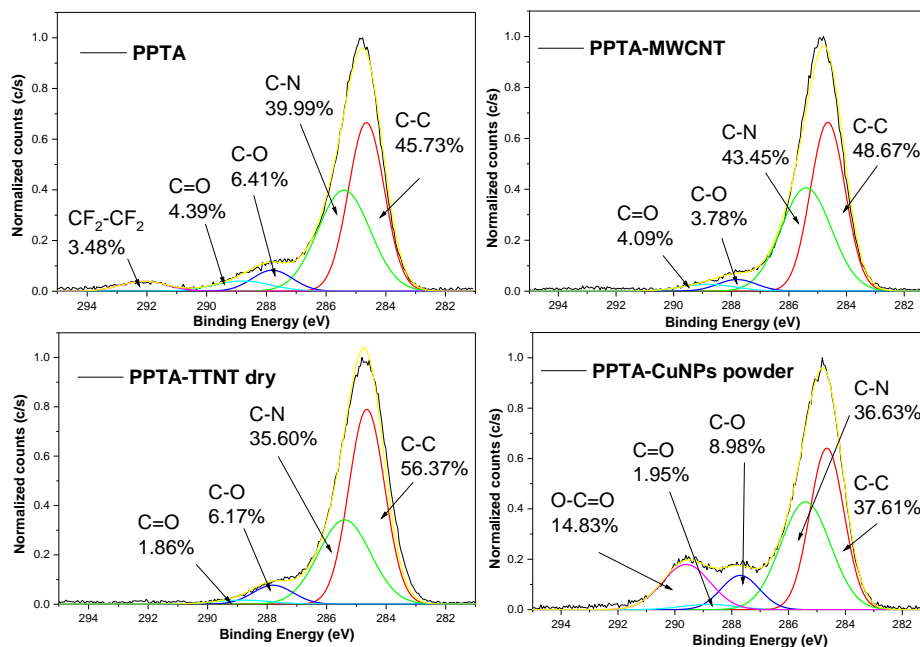 PPTA
C-N
39.99%
C-C
45.73%
C-O
6.41%
C=O
4.39%
CF₂-CF₂
3.48%
Normalized counts (c/s)
1.0
0.8
0.6
0.4
0.2
0.0
294 292 290 288 286 284 282
Binding Energy (eV)
PPTA-MWCNT
C-N
43.45%
C-C
48.67%
C-O
3.78%
C=O
4.09%
Normalized counts (c/s)
1.0
0.8
0.6
0.4
0.2
0.0
294 292 290 288 286 284 282
Binding Energy (eV)
PPTA-TTNT dry
C-N
35.60%
C-C
56.37%
C-O
6.17%
C=O
1.86%
Normalized counts (c/s)
1.0
0.8
0.6
0.4
0.2
0.0
294 292 290 288 286 284 282
Binding Energy (eV)
PPTA-CuNPs powder
C-N
36.63%
C-O
8.98%
C=O
1.95%
C-C
37.61%
O-C=O
14.83%
Normalized counts (c/s)
1.0
0.8
0.6
0.4
0.2
0.0
294 292 290 288 286 284 282
Binding Energy (eV)